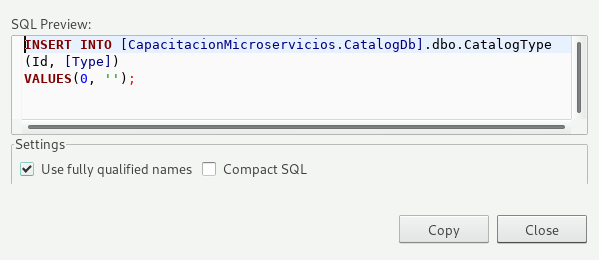 SQL Preview:
INSERT INTO [CapacitacionMicroservicios.CatalogDb].dbo.CatalogType
(Id, [Type])
VALUES(0, '');
Settings
Use fully qualified names Compact SQL
Copy Close